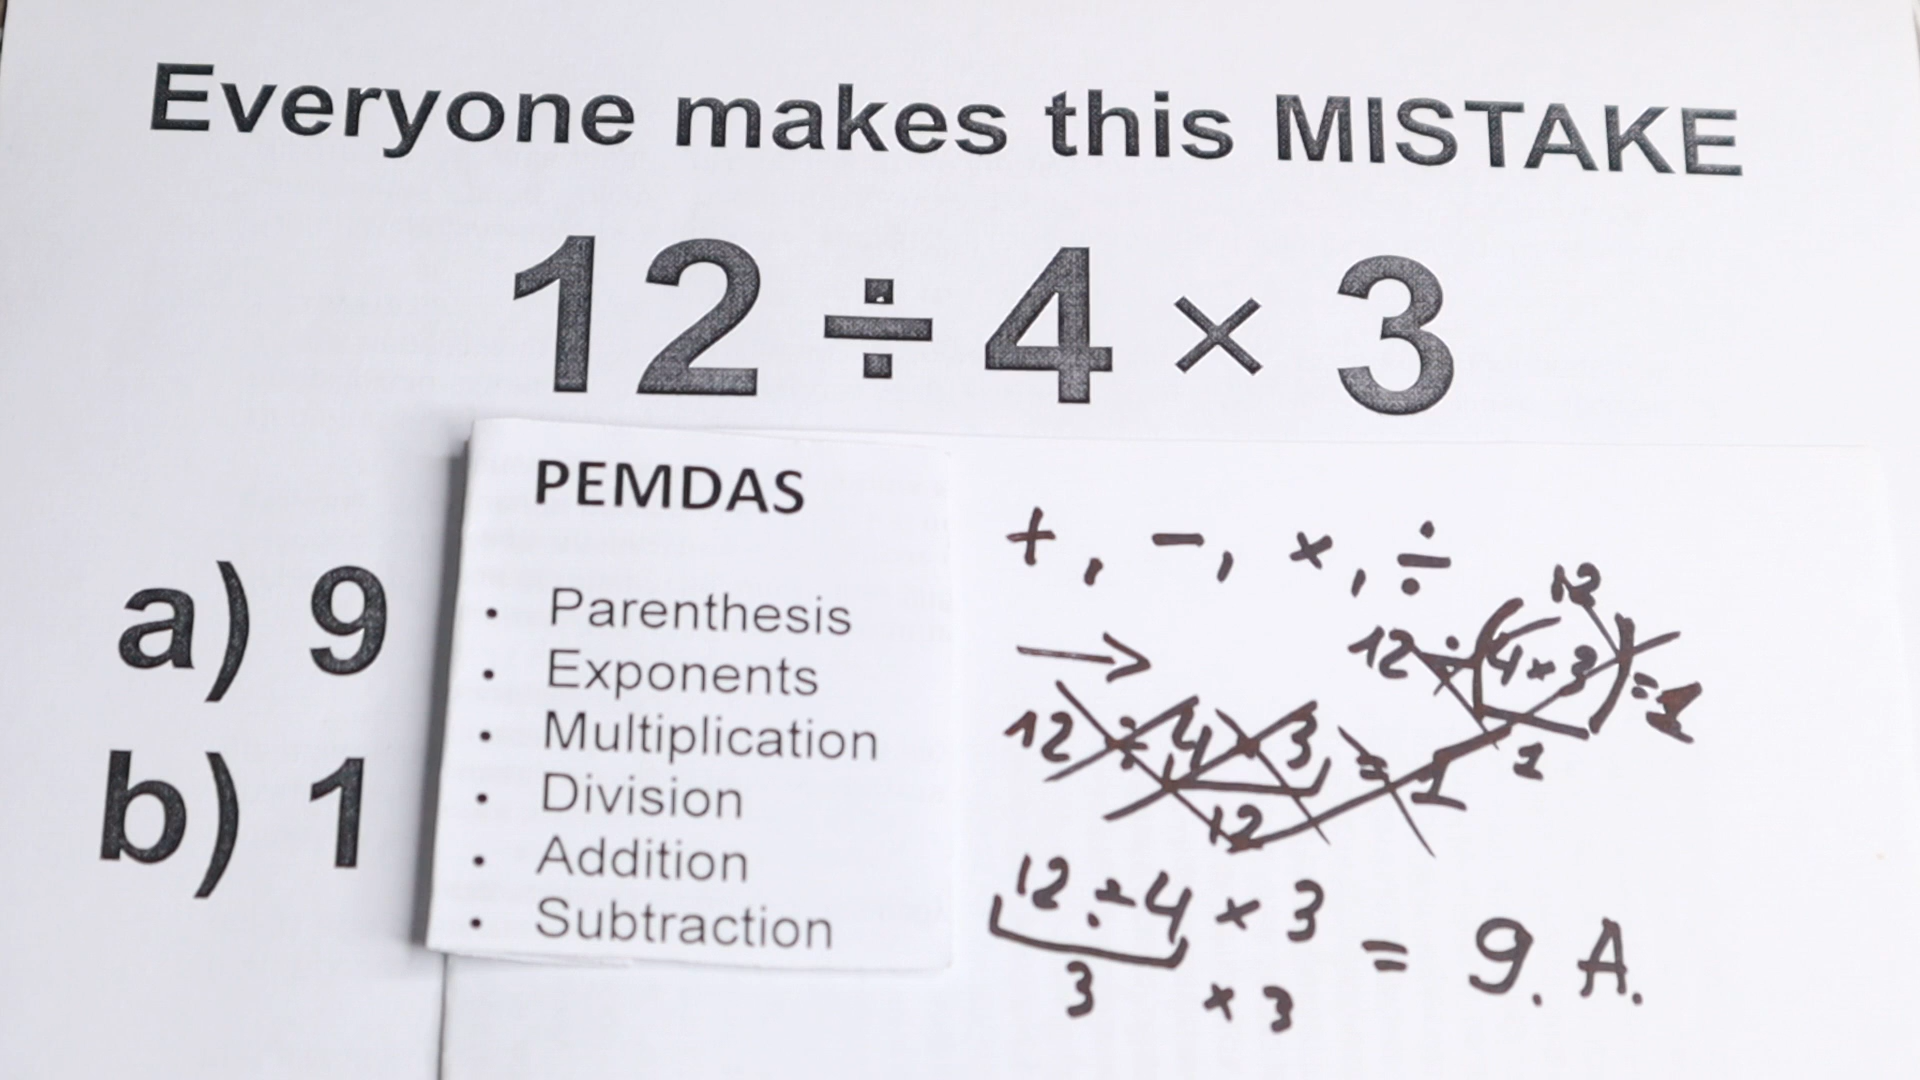 Everyone makes this MISTAKE
12 ÷ 4 × 3
a) 9
b) 1
PEMDAS
• Parenthesis
• Exponents
• Multiplication
• Division
• Addition
• Subtraction
+ , - , × , ÷
12
12 ÷ (4 × 3) = 1
1
→
12 ÷ 4 × 3 = 1
12
12 ÷ 4 × 3
= 9. A.
3 × 3